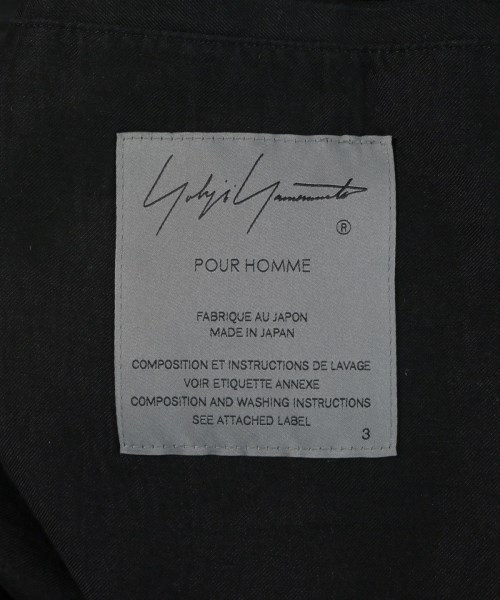 Yohji Yamamoto
®
POUR HOMME
FABRIQUE AU JAPON
MADE IN JAPAN
COMPOSITION ET INSTRUCTIONS DE LAVAGE
VOIR ETIQUETTE ANNEXE
COMPOSITION AND WASHING INSTRUCTIONS
SEE ATTACHED LABEL
3